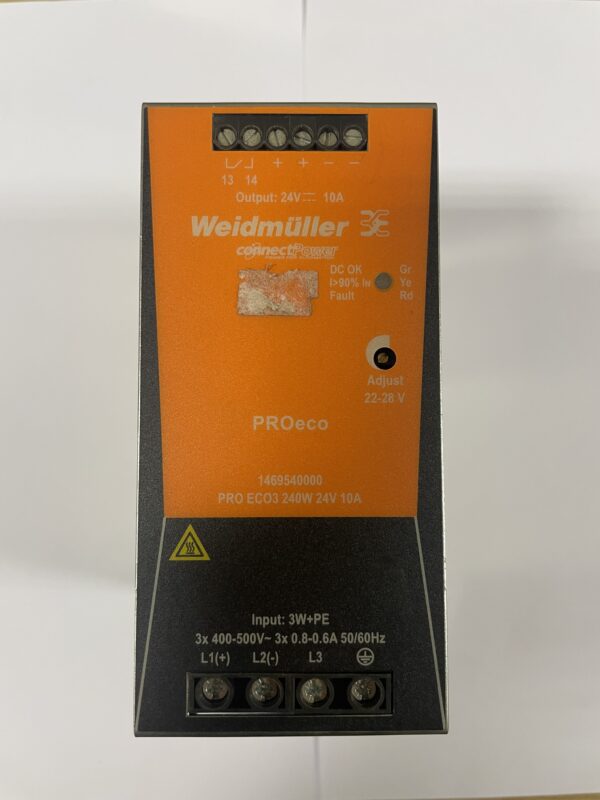 + + - -
13 14
Output: 24V⎓ 10A
Weidmüller
connectPower
DC OK Gr
I>90% IN Ye
Fault Rd
Adjust
22-28 V
PROeco
1469540000
PRO ECO3 240W 24V 10A
Input: 3W+PE
3x 400-500V~ 3x 0.8-0.6A 50/60Hz
L1(+) L2(-) L3